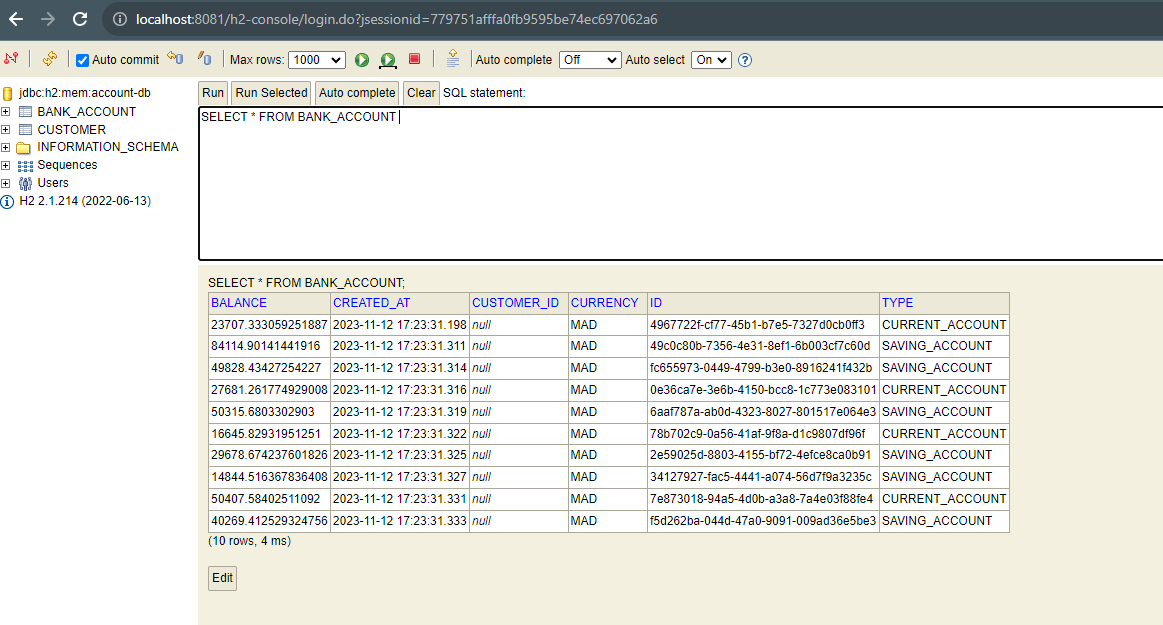 localhost:8081/h2-console/login.do?jsessionid=779751afffa0fb9595be74ec697062a6
Auto commit Max rows: 1000 Auto complete Off Auto select On
jdbc:h2:mem:account-db
BANK_ACCOUNT
CUSTOMER
INFORMATION_SCHEMA
Sequences
Users
H2 2.1.214 (2022-06-13)
Run Run Selected Auto complete Clear SQL statement:
SELECT * FROM BANK_ACCOUNT
SELECT * FROM BANK_ACCOUNT;
BALANCE CREATED_AT CUSTOMER_ID CURRENCY ID TYPE
23707.333059251887 2023-11-12 17:23:31.198 null MAD 4967722f-cf77-45b1-b7e5-7327d0cb0ff3 CURRENT_ACCOUNT
84114.90141441916 2023-11-12 17:23:31.311 null MAD 49c0c80b-7356-4e31-8ef1-6b003cf7c60d SAVING_ACCOUNT
49828.43427254227 2023-11-12 17:23:31.314 null MAD fc655973-0449-4799-b3e0-8916241f432b SAVING_ACCOUNT
27681.261774929008 2023-11-12 17:23:31.316 null MAD 0e36ca7e-3e6b-4150-bcc8-1c773e083101 CURRENT_ACCOUNT
50315.6803302903 2023-11-12 17:23:31.319 null MAD 6aaf787a-ab0d-4323-8027-801517e064e3 SAVING_ACCOUNT
16645.82931951251 2023-11-12 17:23:31.322 null MAD 78b702c9-0a56-41af-9f8a-d1c9807df96f CURRENT_ACCOUNT
29678.674237601826 2023-11-12 17:23:31.325 null MAD 2e59025d-8803-4155-bf72-4efce8ca0b91 SAVING_ACCOUNT
14844.516367836408 2023-11-12 17:23:31.327 null MAD 34127927-fac5-4441-a074-56d7f9a3235c SAVING_ACCOUNT
50407.58402511092 2023-11-12 17:23:31.331 null MAD 7e873018-94a5-4d0b-a3a8-7a4e03f88fe4 CURRENT_ACCOUNT
40269.412529324756 2023-11-12 17:23:31.333 null MAD f5d262ba-044d-47a0-9091-009ad36e5be3 SAVING_ACCOUNT
(10 rows, 4 ms)
Edit